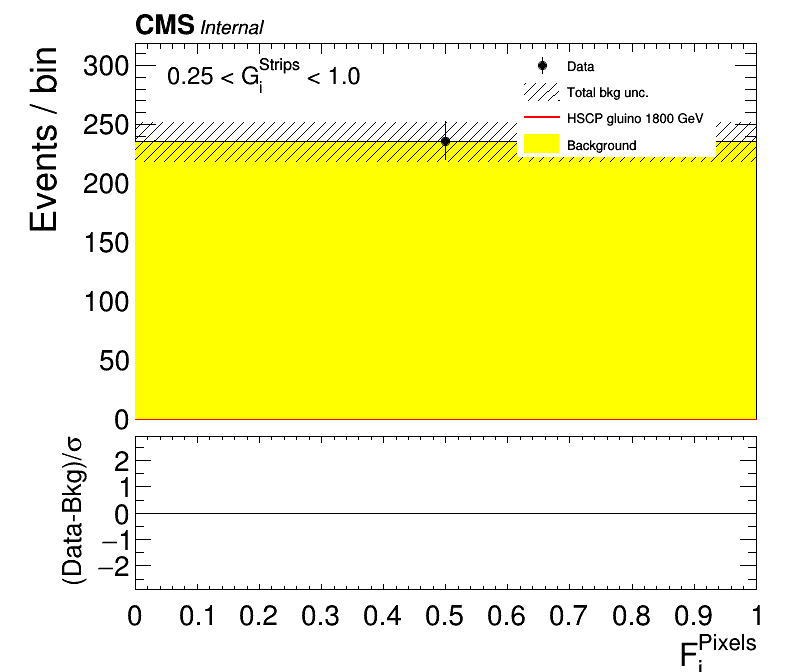 CMS Internal
Events / bin
300
250
200
150
100
50
0
0.25 < G_i^Strips < 1.0
Data
Total bkg unc.
HSCP gluino 1800 GeV
Background
(Data-Bkg)/σ
2
1
0
−1
−2
0 0.1 0.2 0.3 0.4 0.5 0.6 0.7 0.8 0.9 1
F_i^Pixels